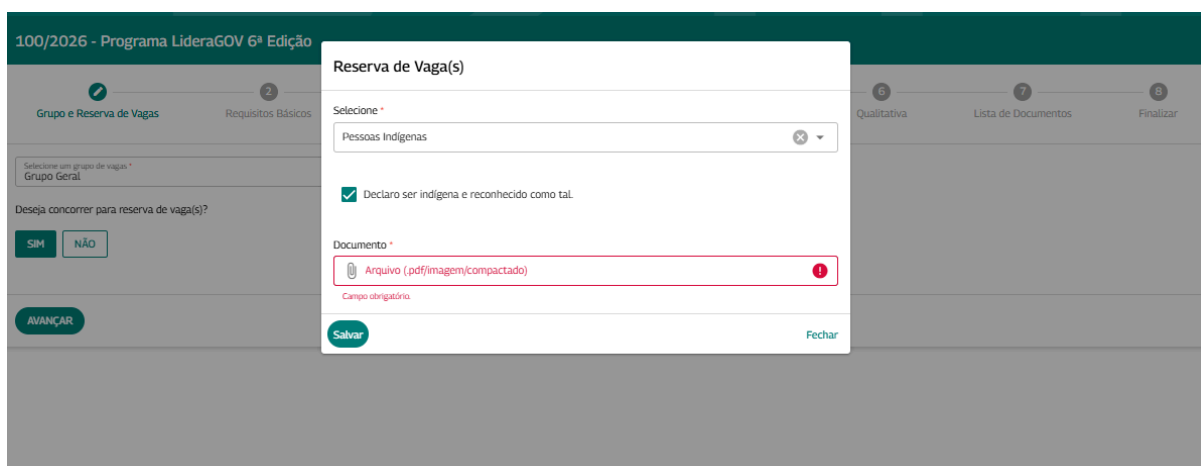 100/2026 - Programa LideraGOV 6ª Edição
Reserva de Vaga(s)
2
6
7
8
Grupo e Reserva de Vagas
Requisitos Básicos
Qualitativa
Lista de Documentos
Finalizar
Selecione *
Pessoas Indígenas
Selecione um grupo de vagas *
Grupo Geral
Declaro ser indígena e reconhecido como tal.
Deseja concorrer para reserva de vaga(s)?
SIM
NÃO
Documento *
Arquivo (.pdf/imagem/compactado)
Campo obrigatório.
AVANÇAR
Salvar
Fechar